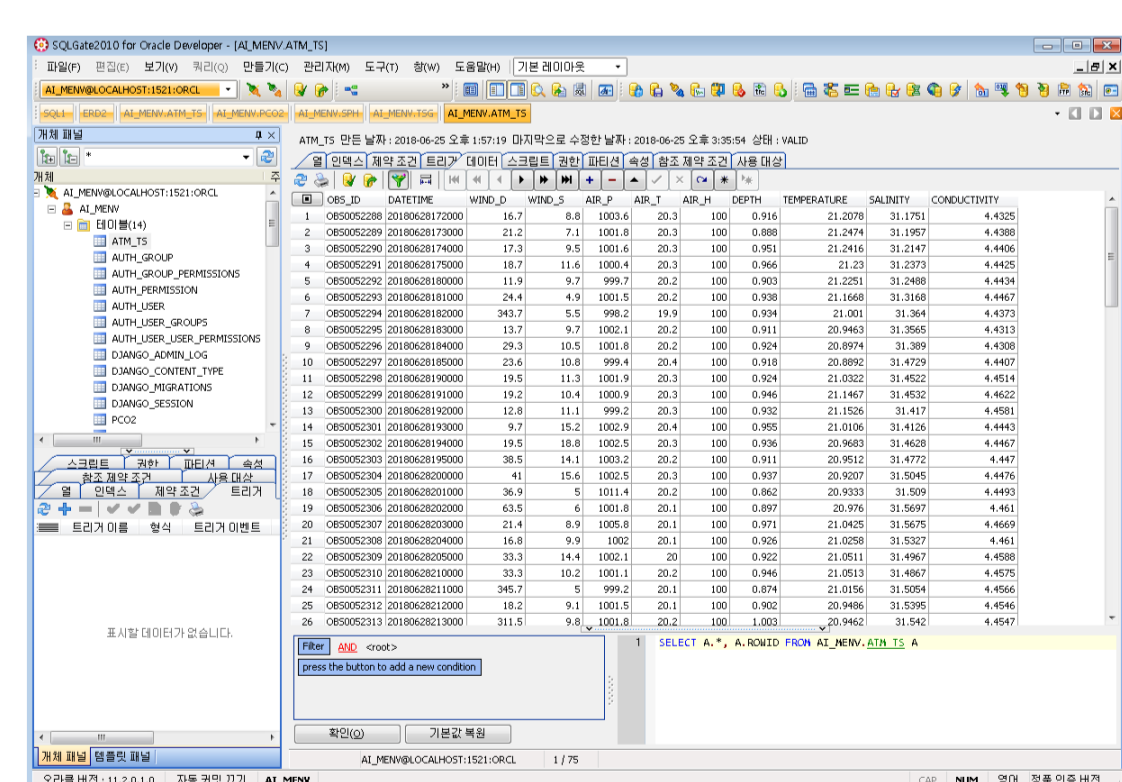 SQLGate2010 for Oracle Developer - [AI_MENV.ATM_TS]
파일(F) 편집(E) 보기(V) 쿼리(Q) 만들기(C) 관리자(M) 도구(T) 창(W) 도움말(H) 기본 레이아웃
AI_MENV@LOCALHOST:1521:ORCL
SQL1 ERD2 AI_MENV.ATM_TS AI_MENV.PCO2 AI_MENV.SPH AI_MENV.TSG AI_MENV.ATM_TS
개체 패널
*
개체 주
AI_MENV@LOCALHOST:1521:ORCL
AI_MENV
테이블(14)
ATM_TS
AUTH_GROUP
AUTH_GROUP_PERMISSIONS
AUTH_PERMISSION
AUTH_USER
AUTH_USER_GROUPS
AUTH_USER_USER_PERMISSIONS
DJANGO_ADMIN_LOG
DJANGO_CONTENT_TYPE
DJANGO_MIGRATIONS
DJANGO_SESSION
PCO2
스크립트 권한 파티션 속성
참조 제약 조건 사용 대상
열 인덱스 제약 조건 트리거
트리거 이름 형식 트리거 이벤트
표시할 데이터가 없습니다.
개체 패널 템플릿 패널
ATM_TS 만든 날짜 : 2018-06-25 오후 1:57:19 마지막으로 수정한 날짜 : 2018-06-25 오후 3:35:54 상태 : VALID
열 인덱스 제약 조건 트리거 데이터 스크립트 권한 파티션 속성 참조 제약 조건 사용 대상
OBS_ID DATETIME WIND_D WIND_S AIR_P AIR_T AIR_H DEPTH TEMPERATURE SALINITY CONDUCTIVITY
1 OBS0052288 20180628172000 16.7 8.8 1003.6 20.3 100 0.916 21.2078 31.1751 4.4325
2 OBS0052289 20180628173000 21.2 7.1 1001.8 20.3 100 0.888 21.2474 31.1957 4.4388
3 OBS0052290 20180628174000 17.3 9.5 1001.6 20.3 100 0.951 21.2416 31.2147 4.4406
4 OBS0052291 20180628175000 18.7 11.6 1000.4 20.3 100 0.966 21.23 31.2373 4.4425
5 OBS0052292 20180628180000 11.9 9.7 999.7 20.2 100 0.903 21.2251 31.2488 4.4434
6 OBS0052293 20180628181000 24.4 4.9 1001.5 20.2 100 0.938 21.1668 31.3168 4.4467
7 OBS0052294 20180628182000 343.7 5.5 998.2 19.9 100 0.934 21.001 31.364 4.4373
8 OBS0052295 20180628183000 13.7 9.7 1002.1 20.2 100 0.911 20.9463 31.3565 4.4313
9 OBS0052296 20180628184000 29.3 10.5 1001.8 20.2 100 0.924 20.8974 31.389 4.4308
10 OBS0052297 20180628185000 23.6 10.8 999.4 20.4 100 0.918 20.8892 31.4729 4.4407
11 OBS0052298 20180628190000 19.5 11.3 1001.9 20.3 100 0.924 21.0322 31.4522 4.4514
12 OBS0052299 20180628191000 19.2 10.4 1000.9 20.3 100 0.946 21.1467 31.4532 4.4622
13 OBS0052300 20180628192000 12.8 11.1 999.2 20.3 100 0.932 21.1526 31.417 4.4581
14 OBS0052301 20180628193000 9.7 15.2 1002.9 20.4 100 0.955 21.0106 31.4126 4.4443
15 OBS0052302 20180628194000 19.5 18.8 1002.5 20.3 100 0.936 20.9683 31.4628 4.4467
16 OBS0052303 20180628195000 38.5 14.1 1003.2 20.2 100 0.911 20.9512 31.4772 4.447
17 OBS0052304 20180628200000 41 15.6 1002.5 20.3 100 0.937 20.9207 31.5045 4.4476
18 OBS0052305 20180628201000 36.9 5 1011.4 20.2 100 0.862 20.9333 31.509 4.4493
19 OBS0052306 20180628202000 63.5 6 1001.8 20.1 100 0.897 20.976 31.5697 4.461
20 OBS0052307 20180628203000 21.4 8.9 1005.8 20.1 100 0.971 21.0425 31.5675 4.4669
21 OBS0052308 20180628204000 16.8 9.9 1002 20.1 100 0.926 21.0258 31.5327 4.461
22 OBS0052309 20180628205000 33.3 14.4 1002.1 20 100 0.922 21.0511 31.4967 4.4588
23 OBS0052310 20180628210000 33.3 10.2 1001.1 20.2 100 0.946 21.0513 31.4867 4.4575
24 OBS0052311 20180628211000 345.7 5 999.2 20.1 100 0.874 21.0156 31.5054 4.4566
25 OBS0052312 20180628212000 18.2 9.1 1001.5 20.1 100 0.902 20.9486 31.5395 4.4546
26 OBS0052313 20180628213000 311.5 9.8 1001.8 20.2 100 1.003 20.9462 31.542 4.4547
Filter AND <root>
press the button to add a new condition
1 SELECT A.*, A.ROWID FROM AI_MENV.ATM_TS A
확인(O) 기본값 복원
AI_MENV@LOCALHOST:1521:ORCL 1 / 75
오라클 버전 : 11.2.0.1.0 자동 커밋 끄기 AI_MENV CAP NUM 영어 정품 인증 버전